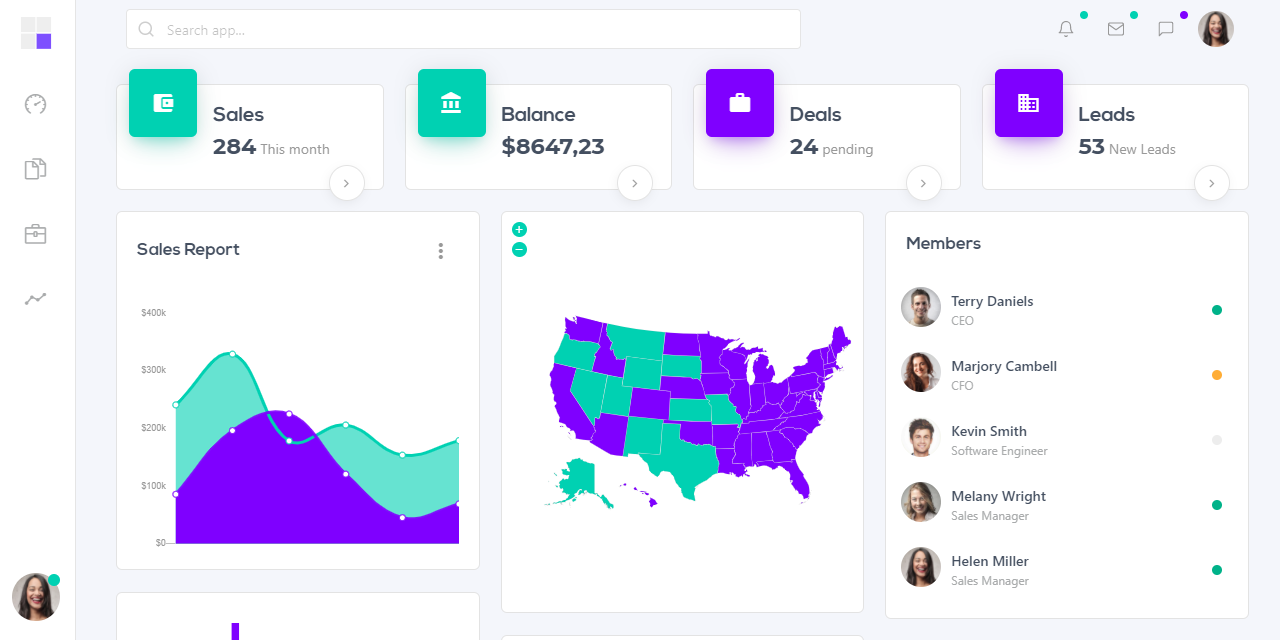 Search app...
Sales
284 This month
Balance
$8647,23
Deals
24 pending
Leads
53 New Leads
Sales Report
$400k
$300k
$200k
$100k
$0
Members
Terry Daniels
CEO
Marjory Cambell
CFO
Kevin Smith
Software Engineer
Melany Wright
Sales Manager
Helen Miller
Sales Manager